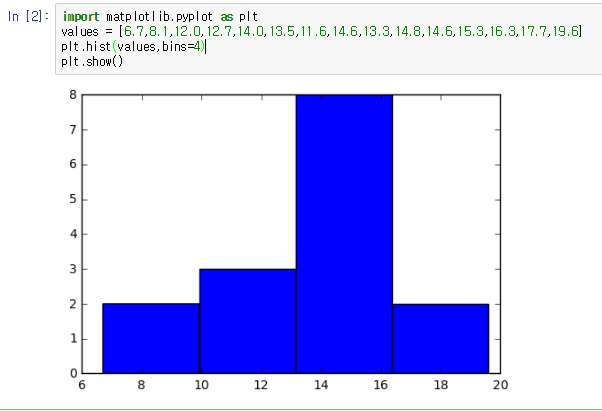 In [2]: import matplotlib.pyplot as plt
values = [6.7,8.1,12.0,12.7,14.0,13.5,11.6,14.6,13.3,14.8,14.6,15.3,16.3,17.7,19.6]
plt.hist(values,bins=4)
plt.show()
8
7
6
5
4
3
2
1
0
6 8 10 12 14 16 18 20